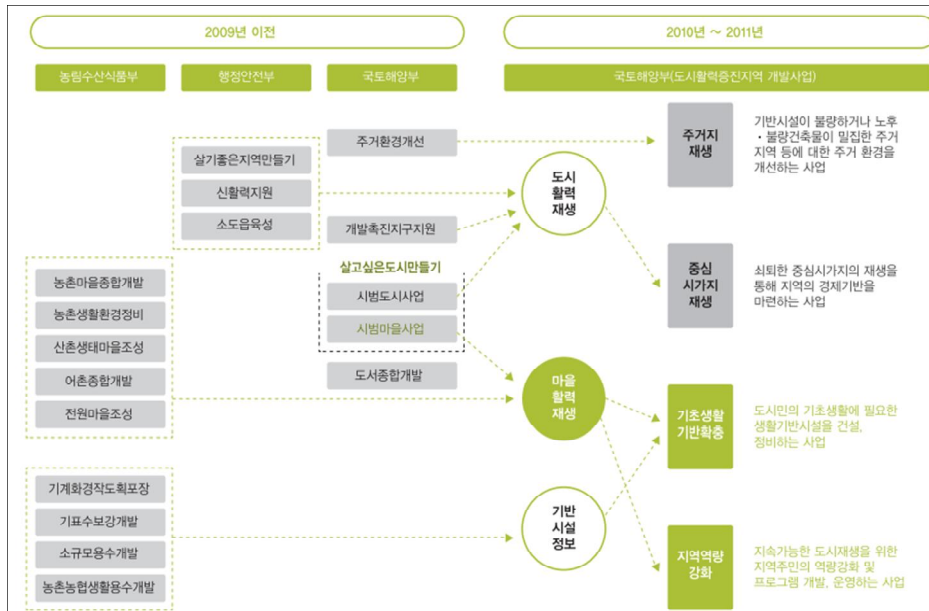 2009년 이전
2010년 ~ 2011년
농림수산식품부
행정안전부
국토해양부
국토해양부(도시활력증진지역 개발사업)
살기좋은지역만들기
신활력지원
소도읍육성
주거환경개선
개발촉진지구지원
살고싶은도시만들기
시범도시사업
시범마을사업
도서종합개발
농촌마을종합개발
농촌생활환경정비
산촌생태마을조성
어촌종합개발
전원마을조성
기계화경작도획포장
기표수보강개발
소규모용수개발
농촌농협생활용수개발
도시
활력
재생
마을
활력
재생
기반
시설
정보
주거지
재생
기반시설이 불량하거나 노후
・불량건축물이 밀집한 주거
지역 등에 대한 주거 환경을
개선하는 사업
중심
시가지
재생
쇠퇴한 중심시가지의 재생을
통해 지역의 경제기반을
마련하는 사업
기초생활
기반확충
도시민의 기초생활에 필요한
생활기반시설을 건설,
정비하는 사업
지역역량
강화
지속가능한 도시재생을 위한
지역주민의 역량강화 및
프로그램 개발, 운영하는 사업